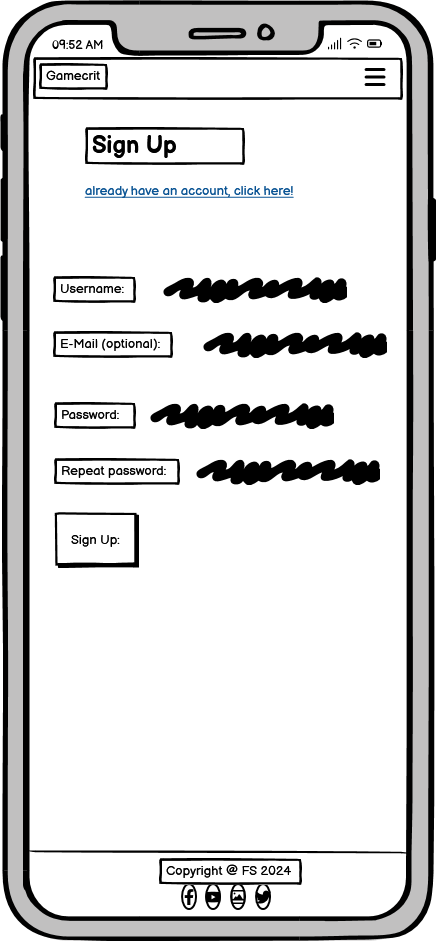 09:52 AM
Gamecrit
Sign Up
already have an account, click here!
Username:
E-Mail (optional):
Password:
Repeat password:
Sign Up:
Copyright @ FS 2024